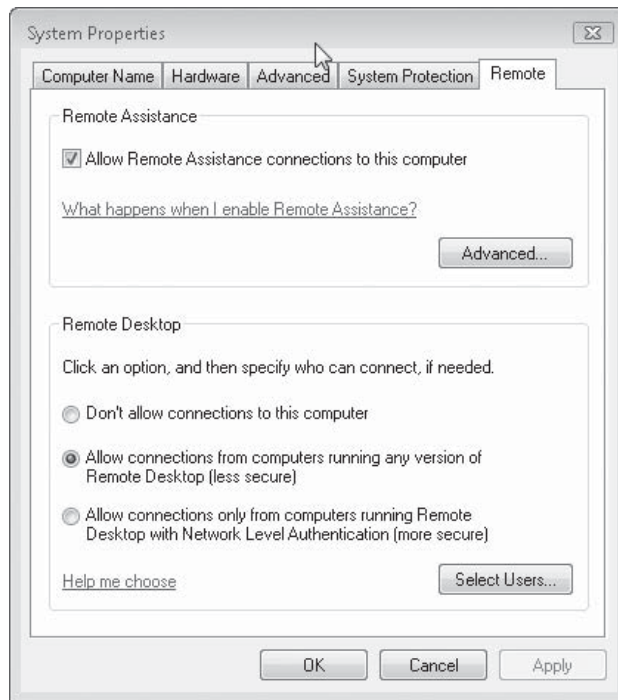 System Properties
Computer Name Hardware Advanced System Protection Remote
Remote Assistance
Allow Remote Assistance connections to this computer
What happens when I enable Remote Assistance?
Advanced...
Remote Desktop
Click an option, and then specify who can connect, if needed.
Don't allow connections to this computer
Allow connections from computers running any version of
Remote Desktop (less secure)
Allow connections only from computers running Remote
Desktop with Network Level Authentication (more secure)
Help me choose Select Users...
OK Cancel Apply